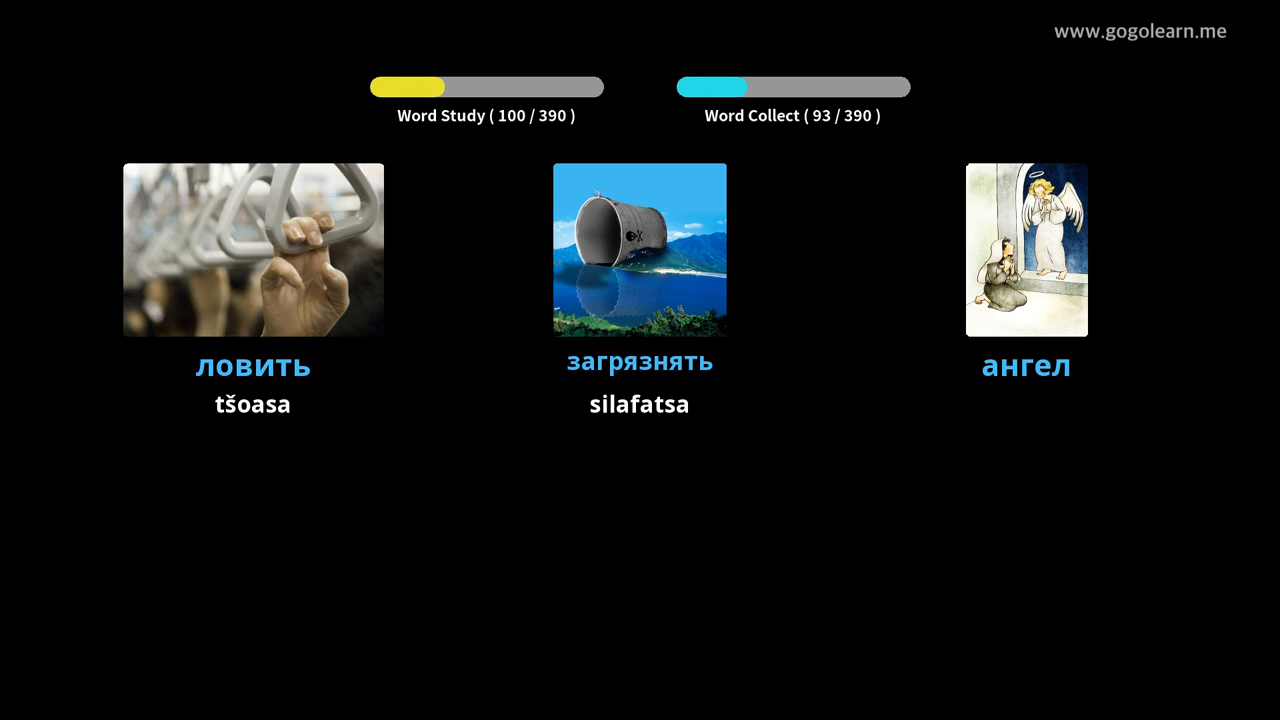 www.gogolearn.me
Word Study ( 100 / 390 )
Word Collect ( 93 / 390 )
ловить
загрязнять
ангел
tšoasa
silafatsa